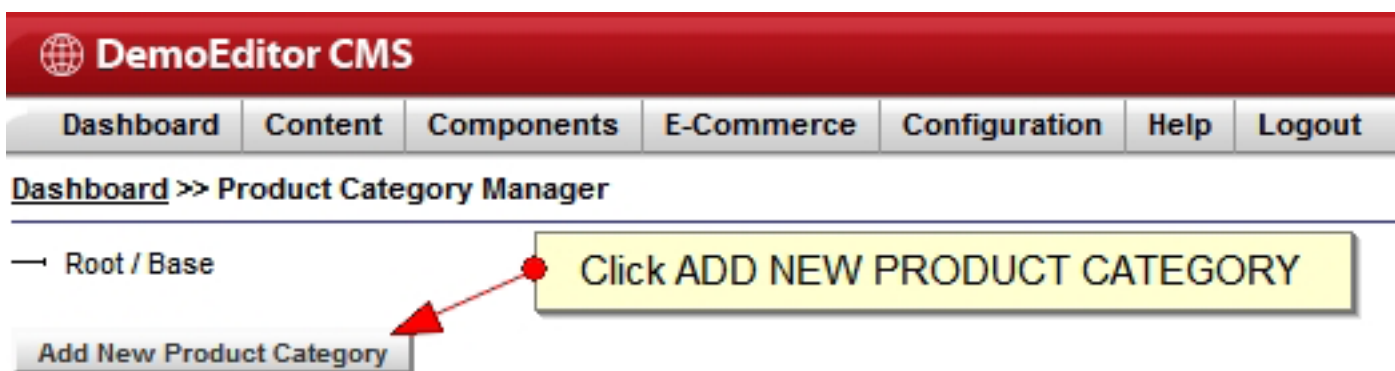 DemoEditor CMS
Dashboard Content Components E-Commerce Configuration Help Logout
Dashboard >> Product Category Manager
Root / Base
Click ADD NEW PRODUCT CATEGORY
Add New Product Category